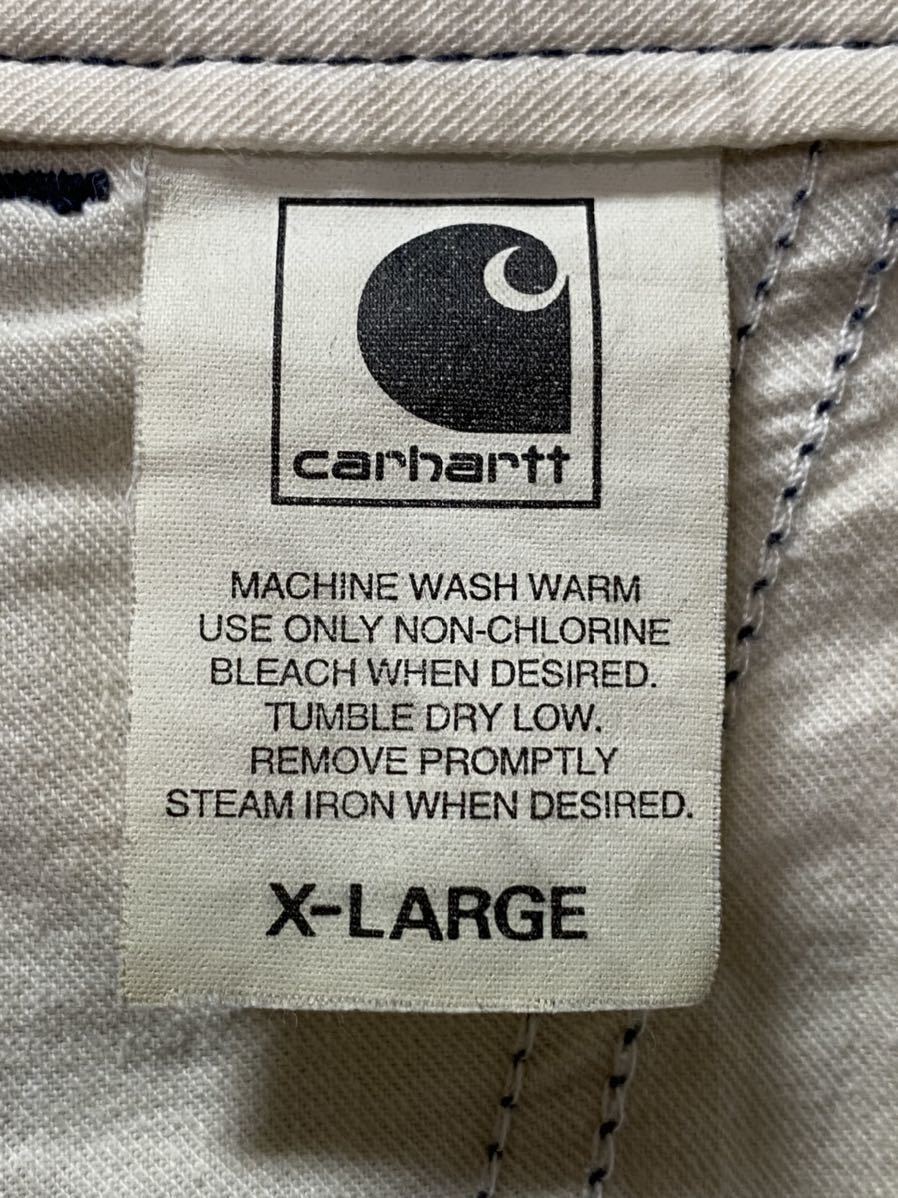 carhartt
MACHINE WASH WARM
USE ONLY NON-CHLORINE
BLEACH WHEN DESIRED.
TUMBLE DRY LOW.
REMOVE PROMPTLY
STEAM IRON WHEN DESIRED.
X-LARGE